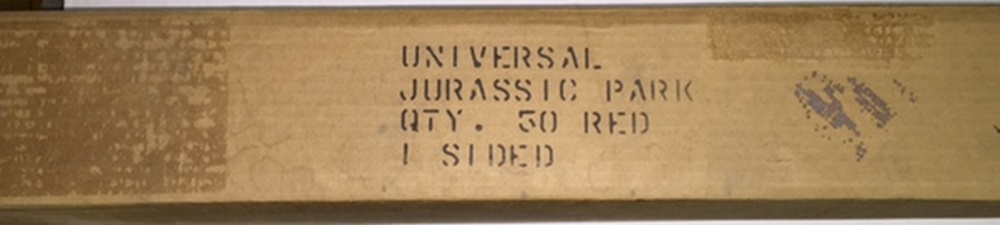 UNIVERSAL
JURASSIC PARK
QTY. 50 RED
1 SIDED